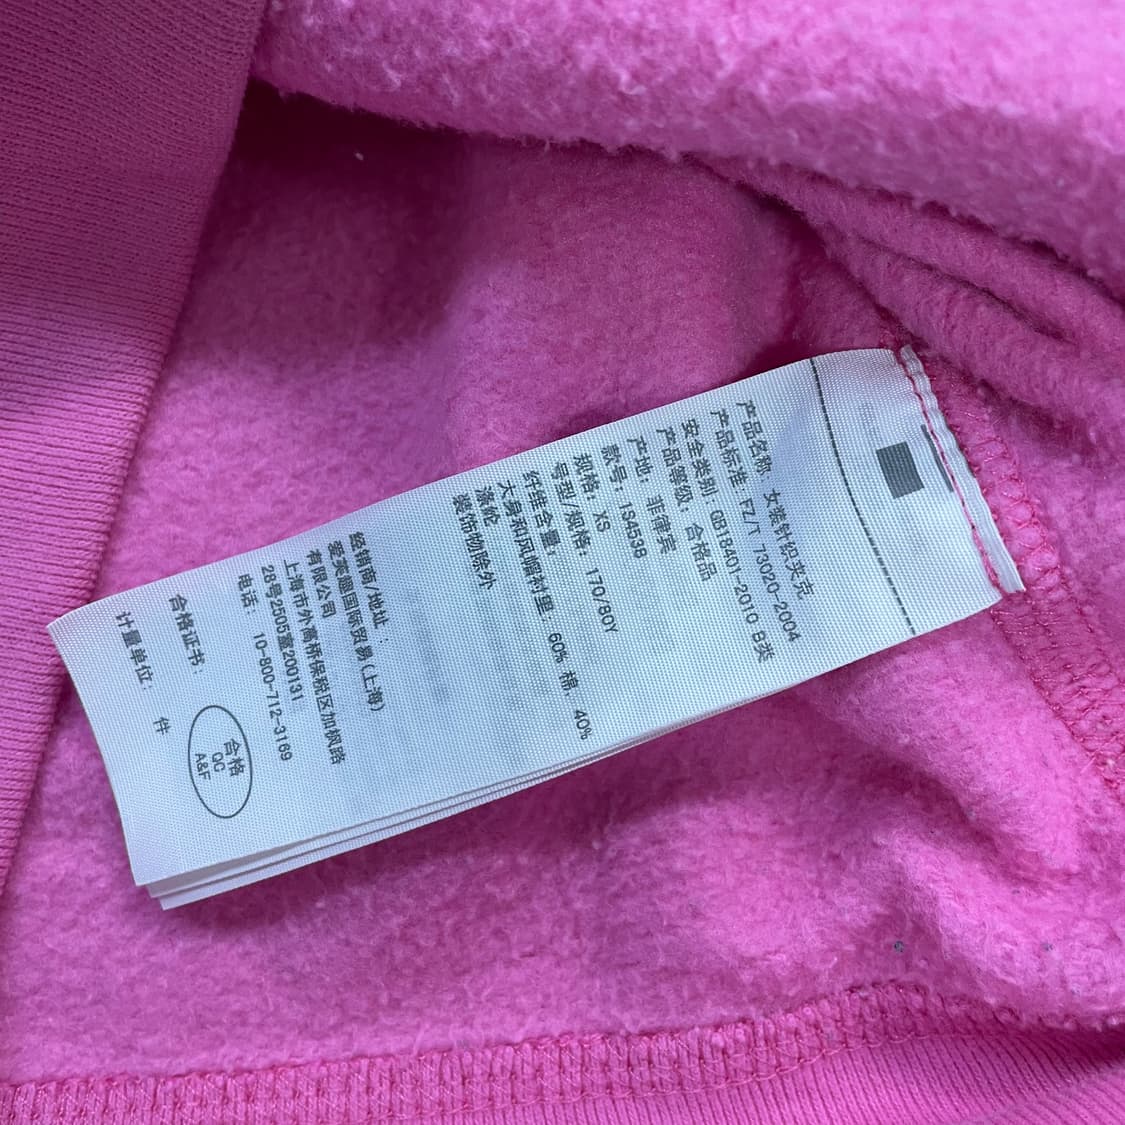 产品名称: 女装针织夹克
产品标准: FZ/T 73020-2004
安全类别 GB18401-2010 B类
产品等级: 合格品
产地: 菲律宾
款号: 1S4538
规格: XS
号型/规格: 170/80Y
纤维含量:
大身和风帽衬里: 60% 棉, 40%
涤纶
装饰物除外
经销商/地址:
爱芙趣国际贸易(上海)
有限公司
上海市外高桥保税区加枫路
28号2505室200131
电话: 10-800-712-3169
合格证书: 合格
QC
A&F
计量单位: 件